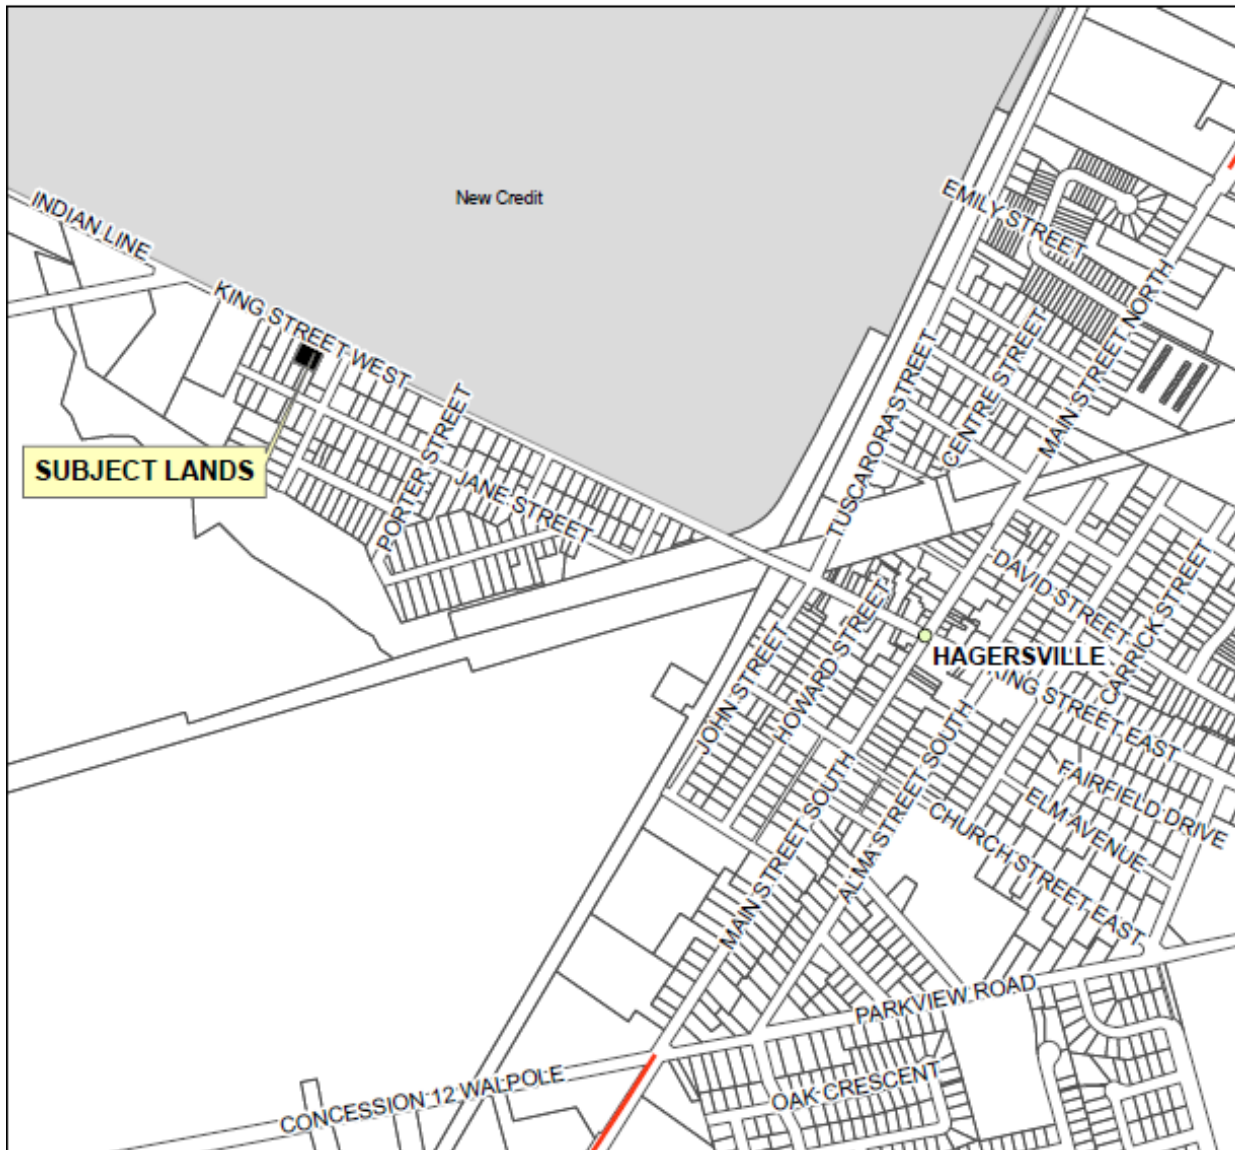 New Credit
EMILY STREET
INDIAN LINE
KING STREET WEST
MAIN STREET NORTH
CENTRE STREET
TUSCARORA STREET
PORTER STREET
SUBJECT LANDS
JANE STREET
DAVID STREET
CARRICK STREET
HOWARD STREET
JOHN STREET
HAGERSVILLE
KING STREET EAST
MAIN STREET SOUTH
ALMA STREET SOUTH
FAIRFIELD DRIVE
ELM AVENUE
CHURCH STREET EAST
PARKVIEW ROAD
OAK CRESCENT
CONCESSION 12 WALPOLE